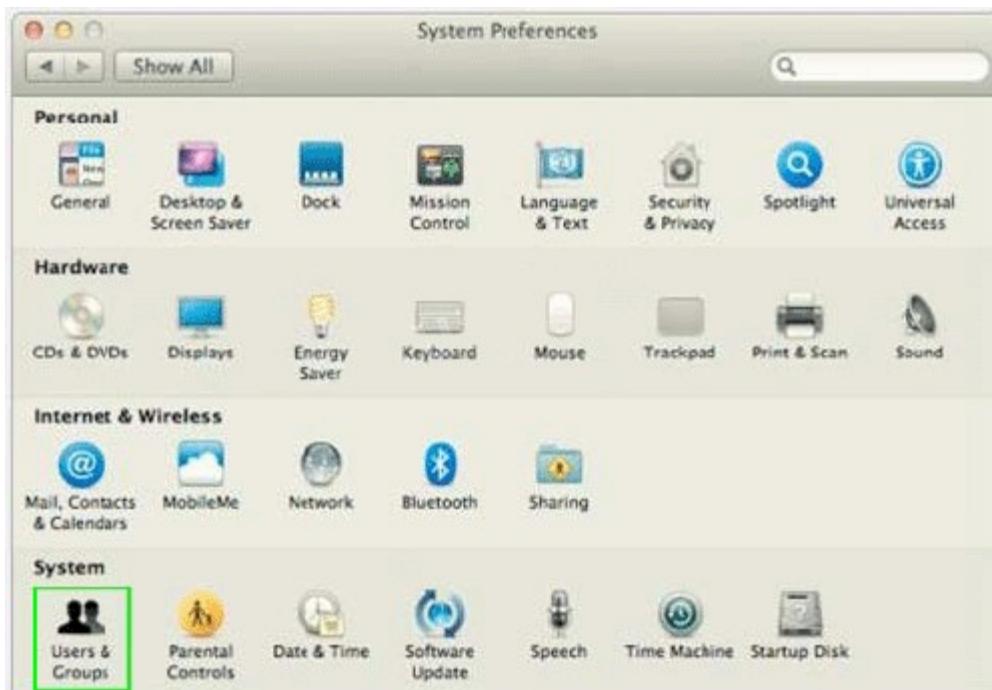 System Preferences
Show All
Personal
General
Desktop &
Screen Saver
Dock
Mission
Control
Language
& Text
Security
& Privacy
Spotlight
Universal
Access
Hardware
CDs & DVDs
Displays
Energy
Saver
Keyboard
Mouse
Trackpad
Print & Scan
Sound
Internet & Wireless
Mail, Contacts
& Calendars
MobileMe
Network
Bluetooth
Sharing
System
Users &
Groups
Parental
Controls
Date & Time
Software
Update
Speech
Time Machine
Startup Disk